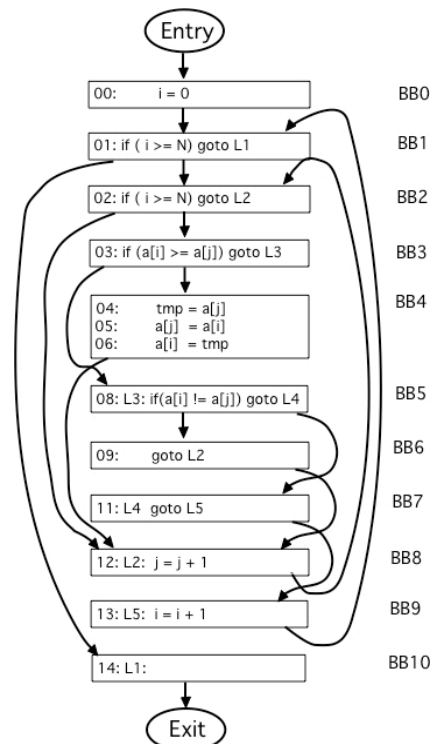 Entry
00: i = 0 BB0
01: if ( i >= N) goto L1 BB1
02: if ( i >= N) goto L2 BB2
03: if (a[i] >= a[j]) goto L3 BB3
04: tmp = a[j] BB4
05: a[j] = a[i]
06: a[i] = tmp
08: L3: if(a[i] != a[j]) goto L4 BB5
09: goto L2 BB6
11: L4 goto L5 BB7
12: L2: j = j + 1 BB8
13: L5: i = i + 1 BB9
14: L1: BB10
Exit